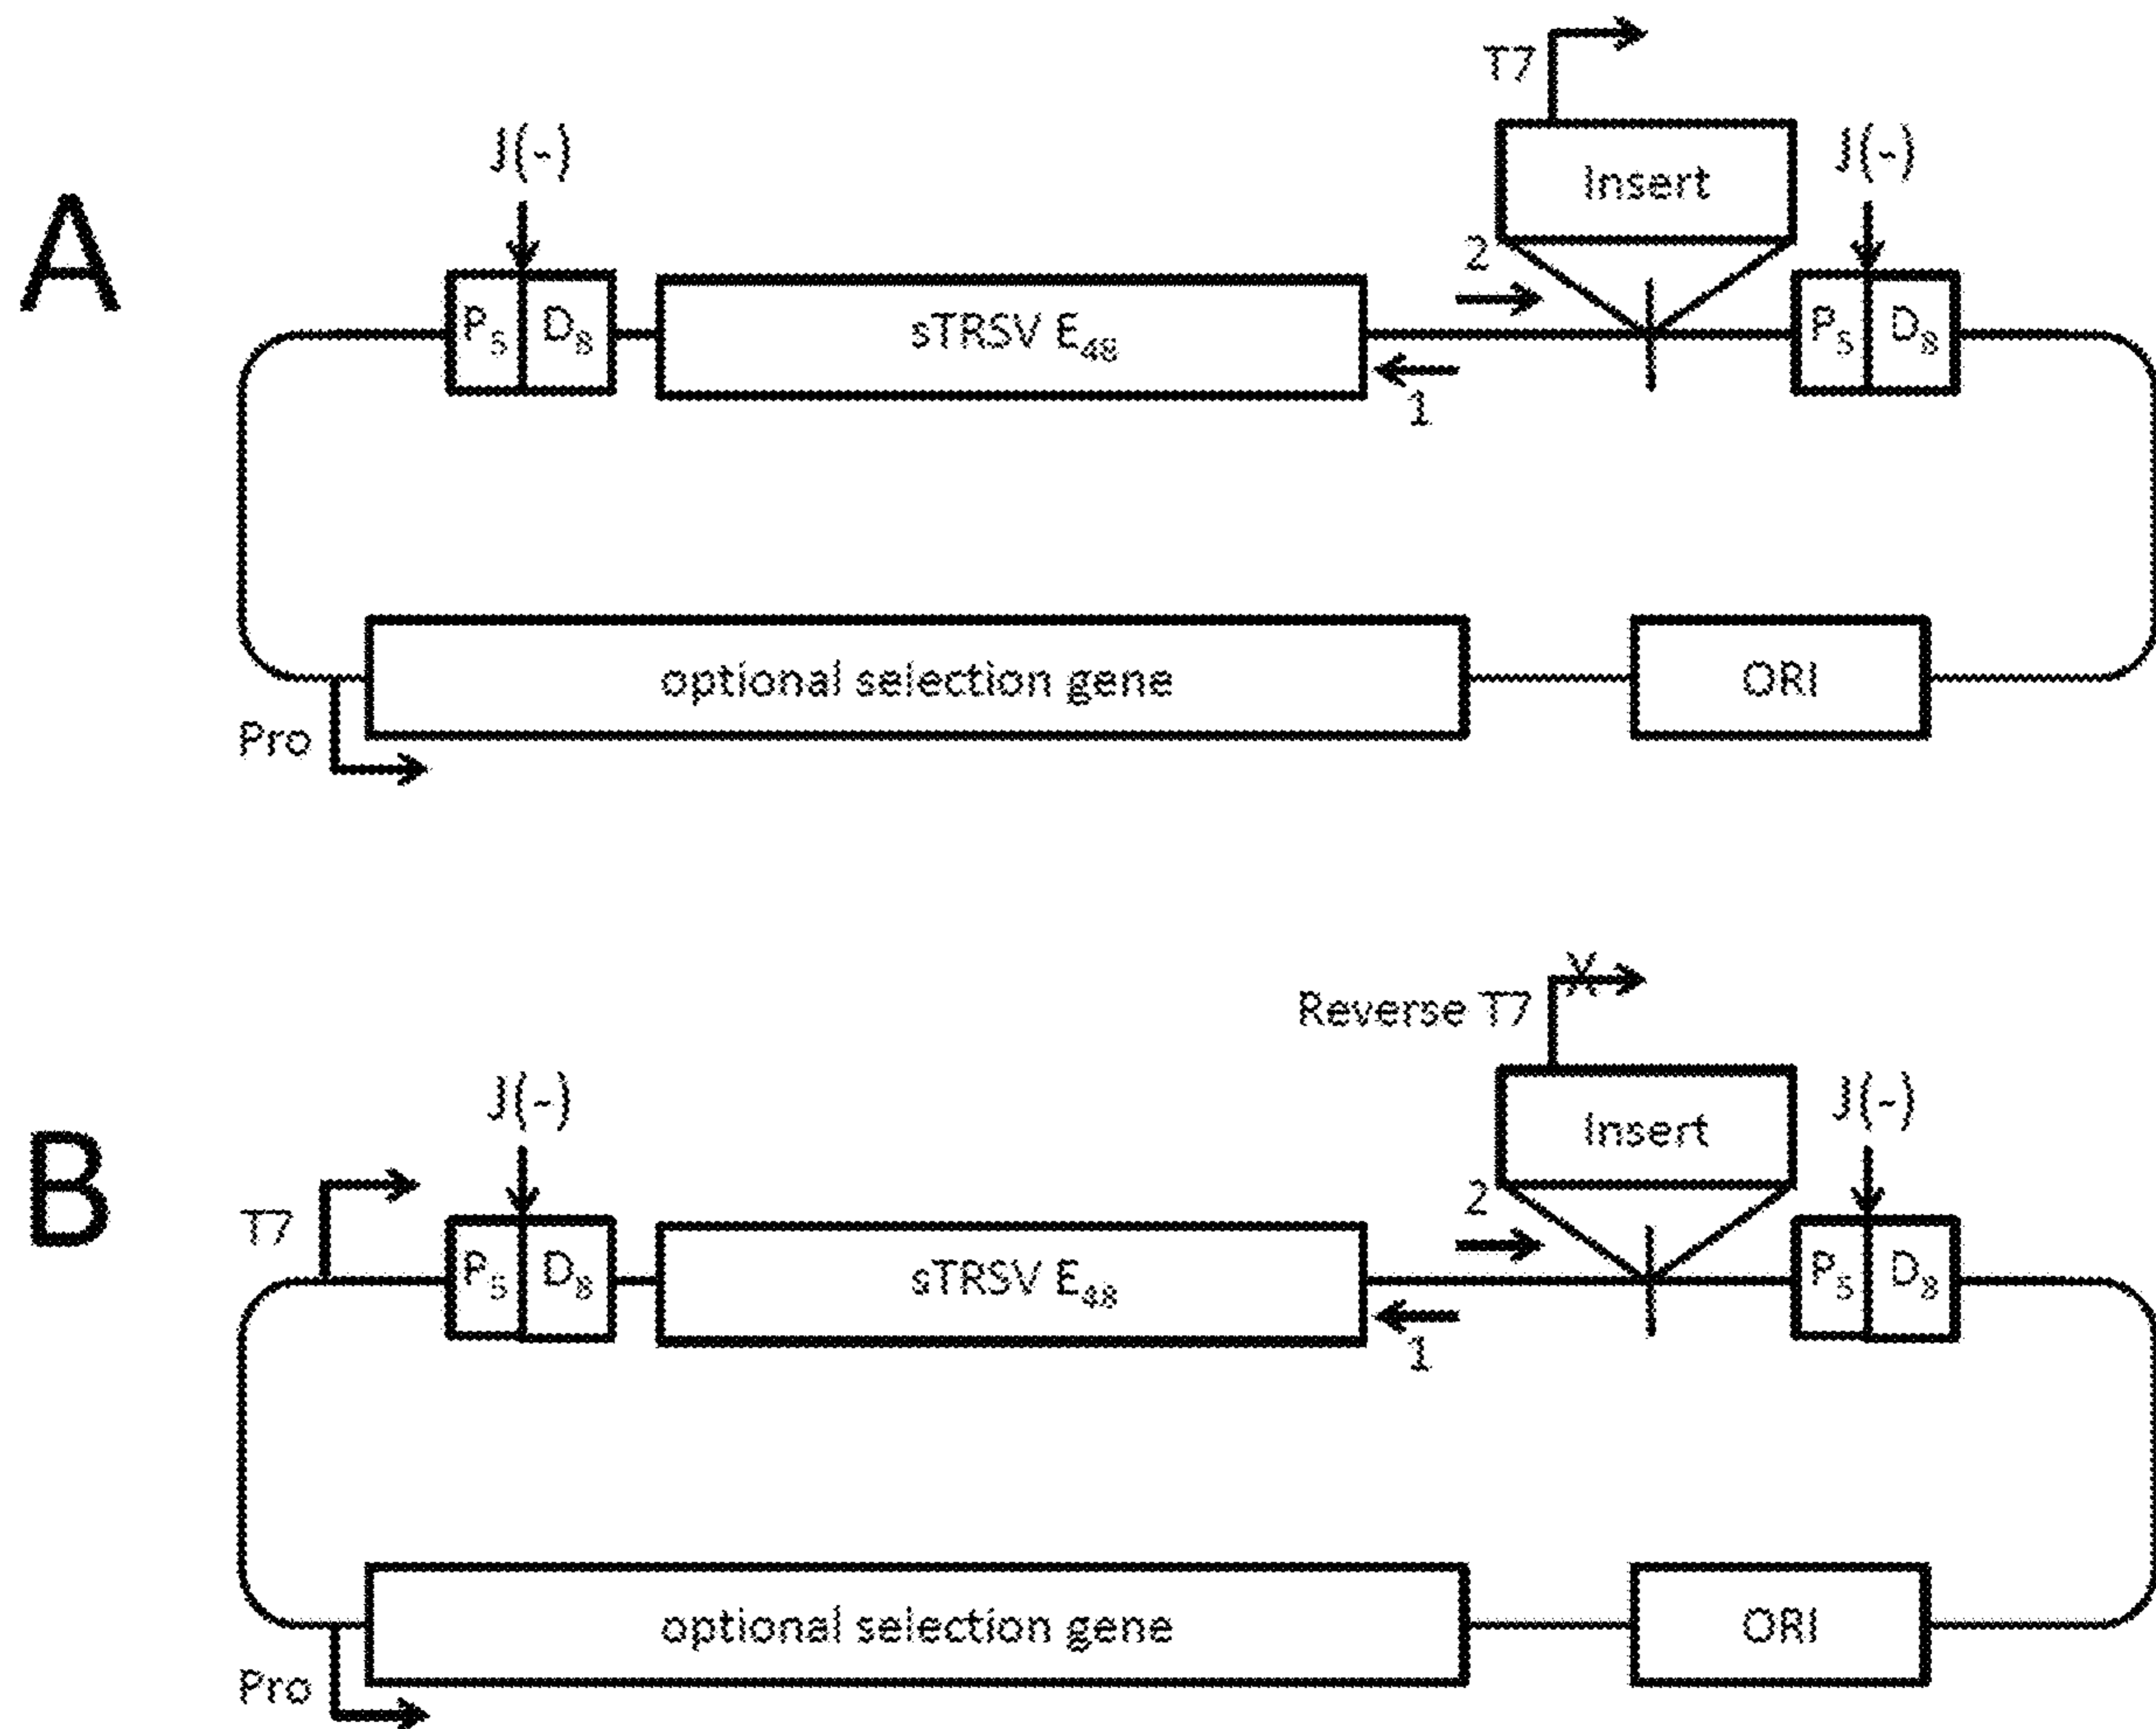 A
T7
J(-)
Insert
J(-)
2
P5
D8
sTRSV E48
P5
D8
1
optional selection gene
ORI
Pro
B
Reverse T7
X
J(-)
Insert
J(-)
T7
2
P5
D8
sTRSV E48
P5
D8
1
optional selection gene
ORI
Pro